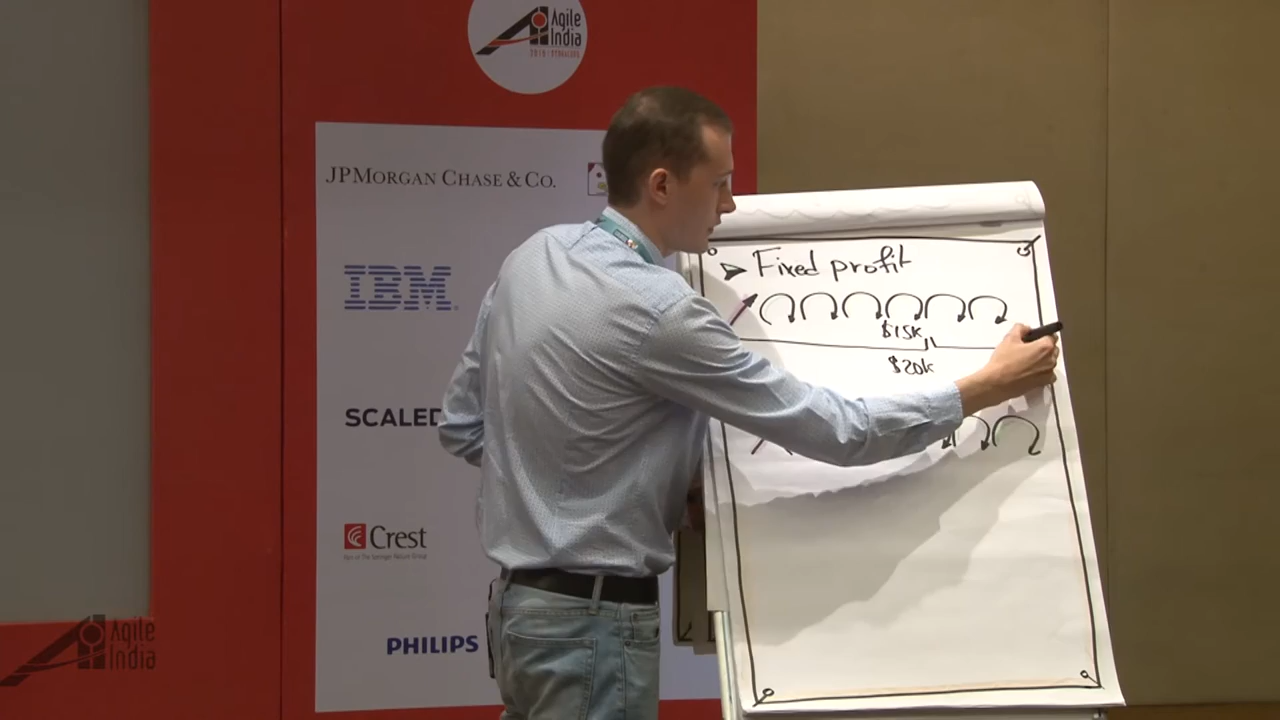 Agile
India
JPMORGAN CHASE & CO.
IBM
SCALED
Crest
PHILIPS
Fixed profit
$15K
$20k
Agile
India